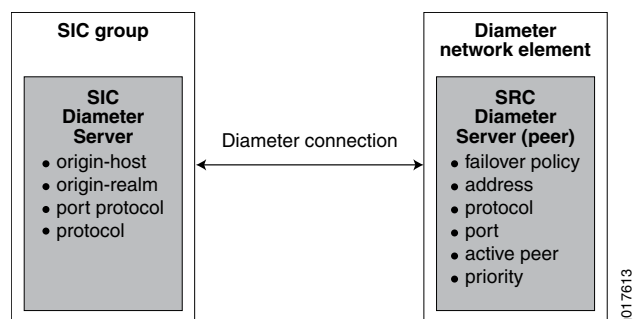 SIC group
SIC
Diameter
Server
• origin-host
• origin-realm
• port protocol
• protocol
Diameter connection
Diameter
network element
SRC
Diameter
Server (peer)
• failover policy
• address
• protocol
• port
• active peer
• priority
017613